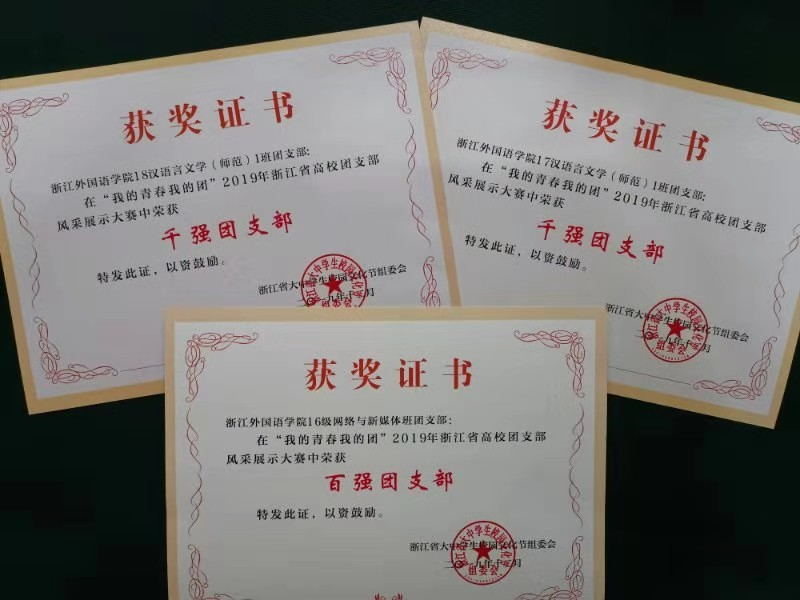 获奖证书
浙江外国语学院18汉语言文学（师范）1班团支部:
在“我的青春我的团”2019年浙江省高校团支部
风采展示大赛中荣获
千强团支部
特发此证，以资鼓励。
浙江省大中学生校园文化节组委会
获奖证书
浙江外国语学院17汉语言文学（师范）1班团支部:
在“我的青春我的团”2019年浙江省高校团支部
风采展示大赛中荣获
千强团支部
特发此证，以资鼓励。
浙江省大中学生校园文化节组委会
组委会
获奖证书
浙江外国语学院16级网络与新媒体班团支部:
在“我的青春我的团”2019年浙江省高校团支部
风采展示大赛中荣获
百强团支部
特发此证，以资鼓励。
浙江省大中学生校园文化节组委会
组委会